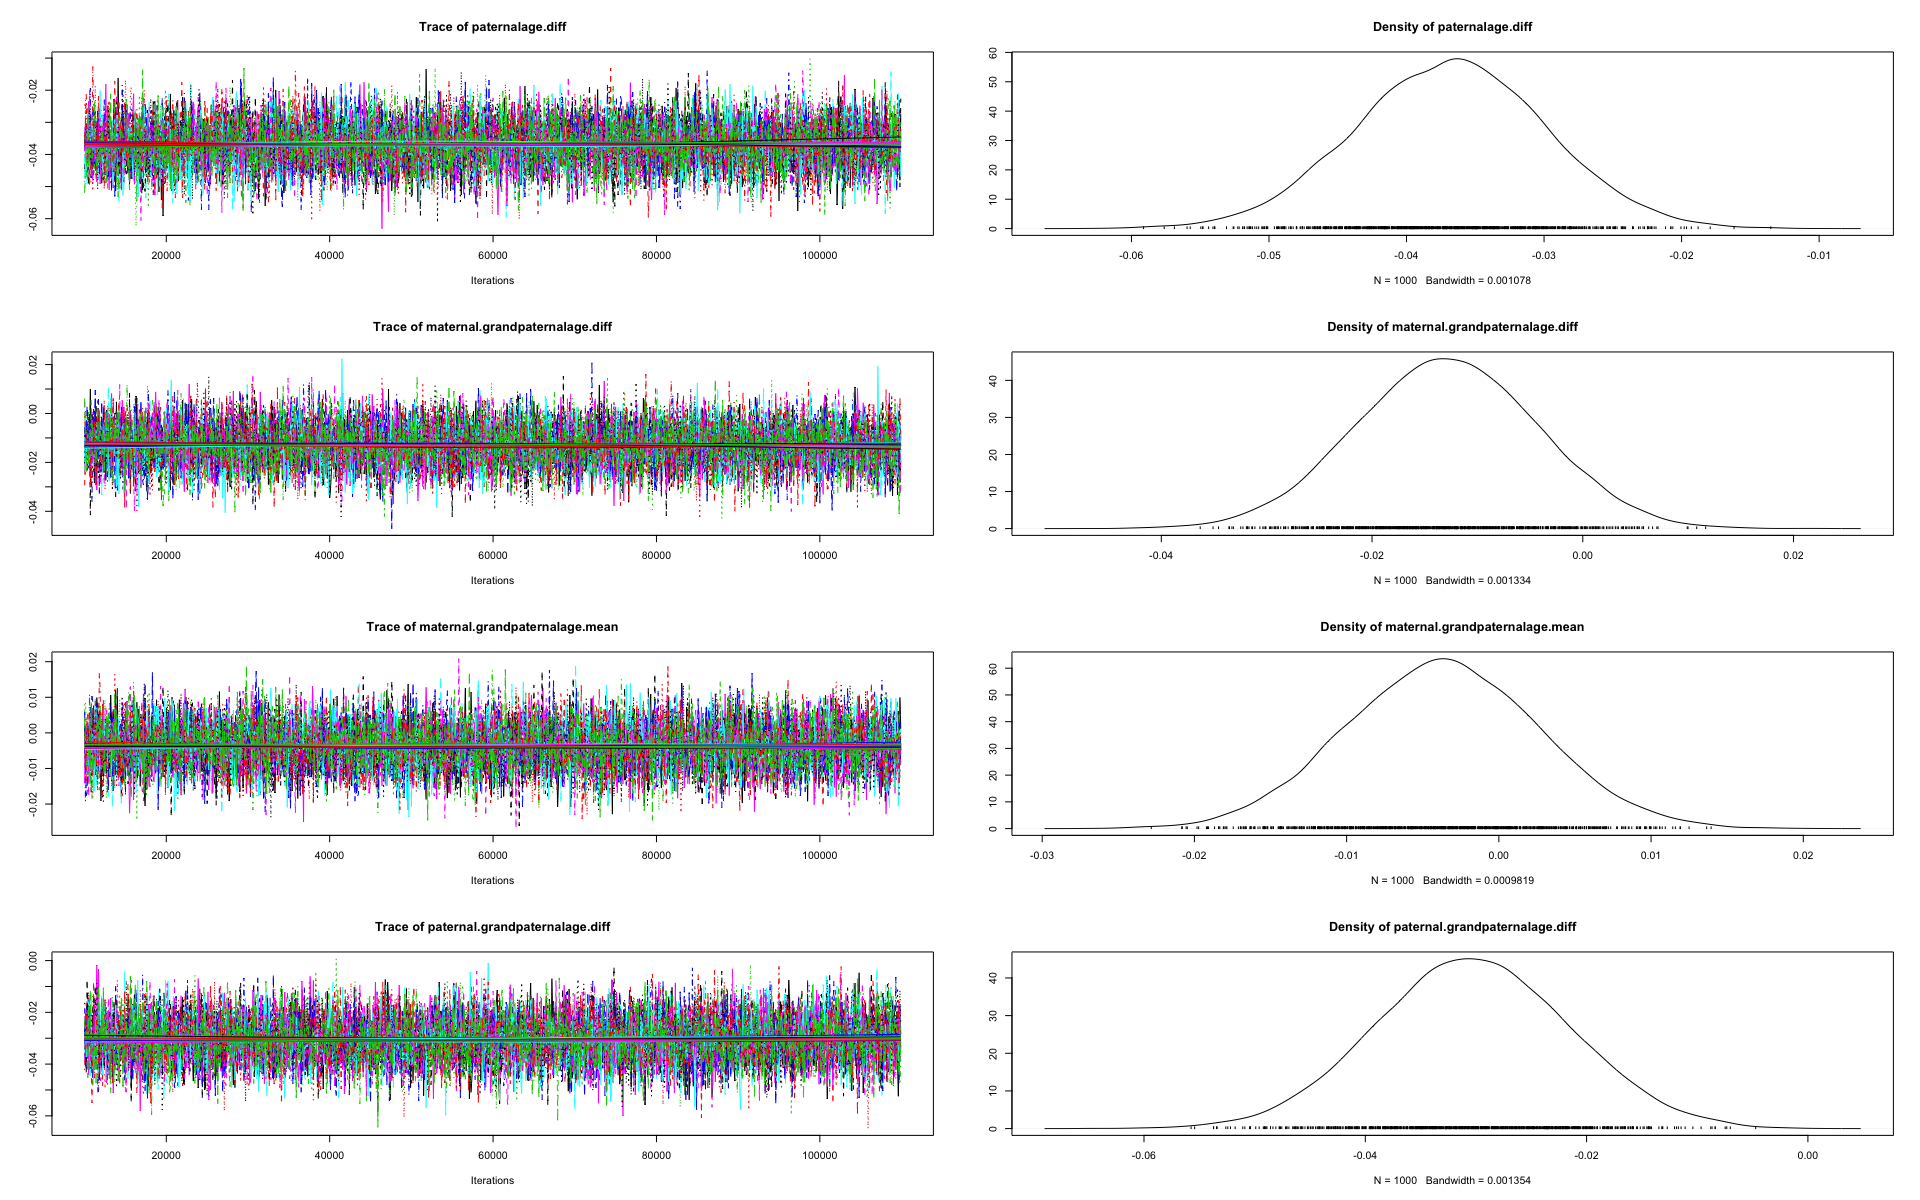 Trace of paternalage.diff
-0.06 -0.04 -0.02
20000 40000 60000 80000 100000
Iterations
Density of paternalage.diff
0 10 20 30 40 50 60
-0.06 -0.05 -0.04 -0.03 -0.02 -0.01
N = 1000 Bandwidth = 0.001078
Trace of maternal.grandpaternalage.diff
-0.04 -0.02 0.00 0.02
20000 40000 60000 80000 100000
Iterations
Density of maternal.grandpaternalage.diff
0 10 20 30 40
-0.04 -0.02 0.00 0.02
N = 1000 Bandwidth = 0.001334
Trace of maternal.grandpaternalage.mean
-0.02 -0.01 0.00 0.01 0.02
20000 40000 60000 80000 100000
Iterations
Density of maternal.grandpaternalage.mean
0 10 20 30 40 50 60
-0.03 -0.02 -0.01 0.00 0.01 0.02
N = 1000 Bandwidth = 0.0009819
Trace of paternal.grandpaternalage.diff
-0.06 -0.04 -0.02 0.00
20000 40000 60000 80000 100000
Iterations
Density of paternal.grandpaternalage.diff
0 10 20 30 40
-0.06 -0.04 -0.02 0.00
N = 1000 Bandwidth = 0.001354